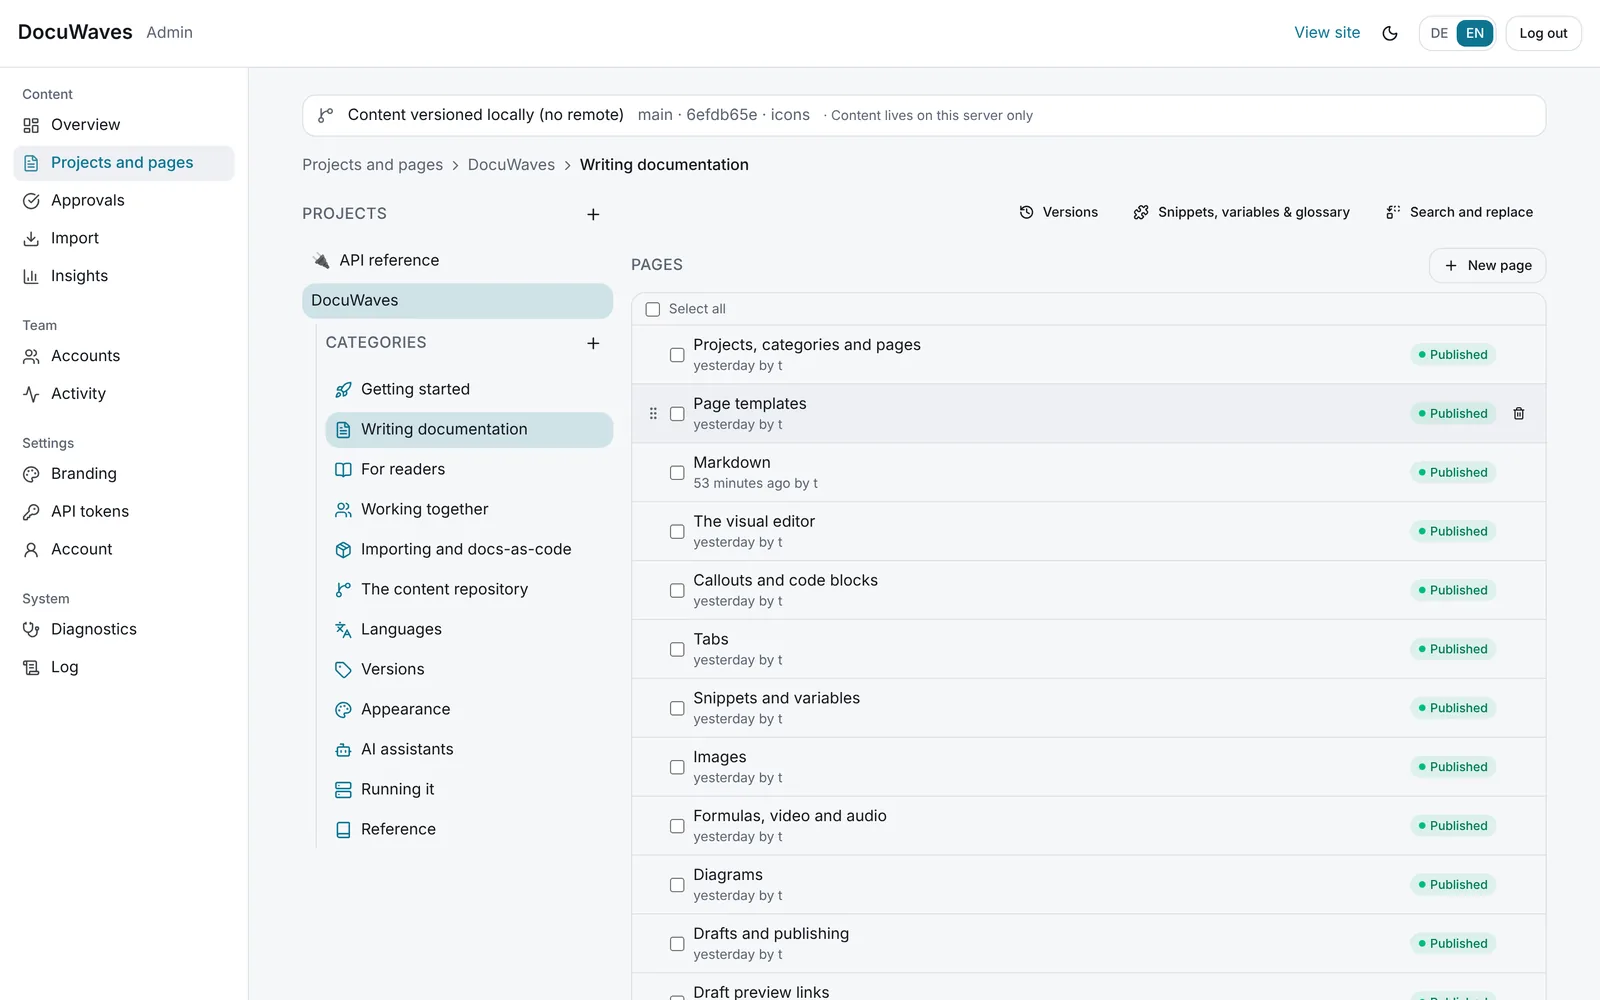 DocuWaves Admin
View site
DE EN
Log out
Content
Overview
Projects and pages
Approvals
Import
Insights
Team
Accounts
Activity
Settings
Branding
API tokens
Account
System
Diagnostics
Log
Content versioned locally (no remote) main · 6efdb65e · icons · Content lives on this server only
Projects and pages > DocuWaves > Writing documentation
PROJECTS
API reference
DocuWaves
CATEGORIES
Getting started
Writing documentation
For readers
Working together
Importing and docs-as-code
The content repository
Languages
Versions
Appearance
AI assistants
Running it
Reference
Versions
Snippets, variables & glossary
Search and replace
PAGES
New page
Select all
Projects, categories and pages
yesterday by t
Published
Page templates
yesterday by t
Published
Markdown
53 minutes ago by t
Published
The visual editor
yesterday by t
Published
Callouts and code blocks
yesterday by t
Published
Tabs
yesterday by t
Published
Snippets and variables
yesterday by t
Published
Images
yesterday by t
Published
Formulas, video and audio
yesterday by t
Published
Diagrams
yesterday by t
Published
Drafts and publishing
yesterday by t
Published
Draft preview links